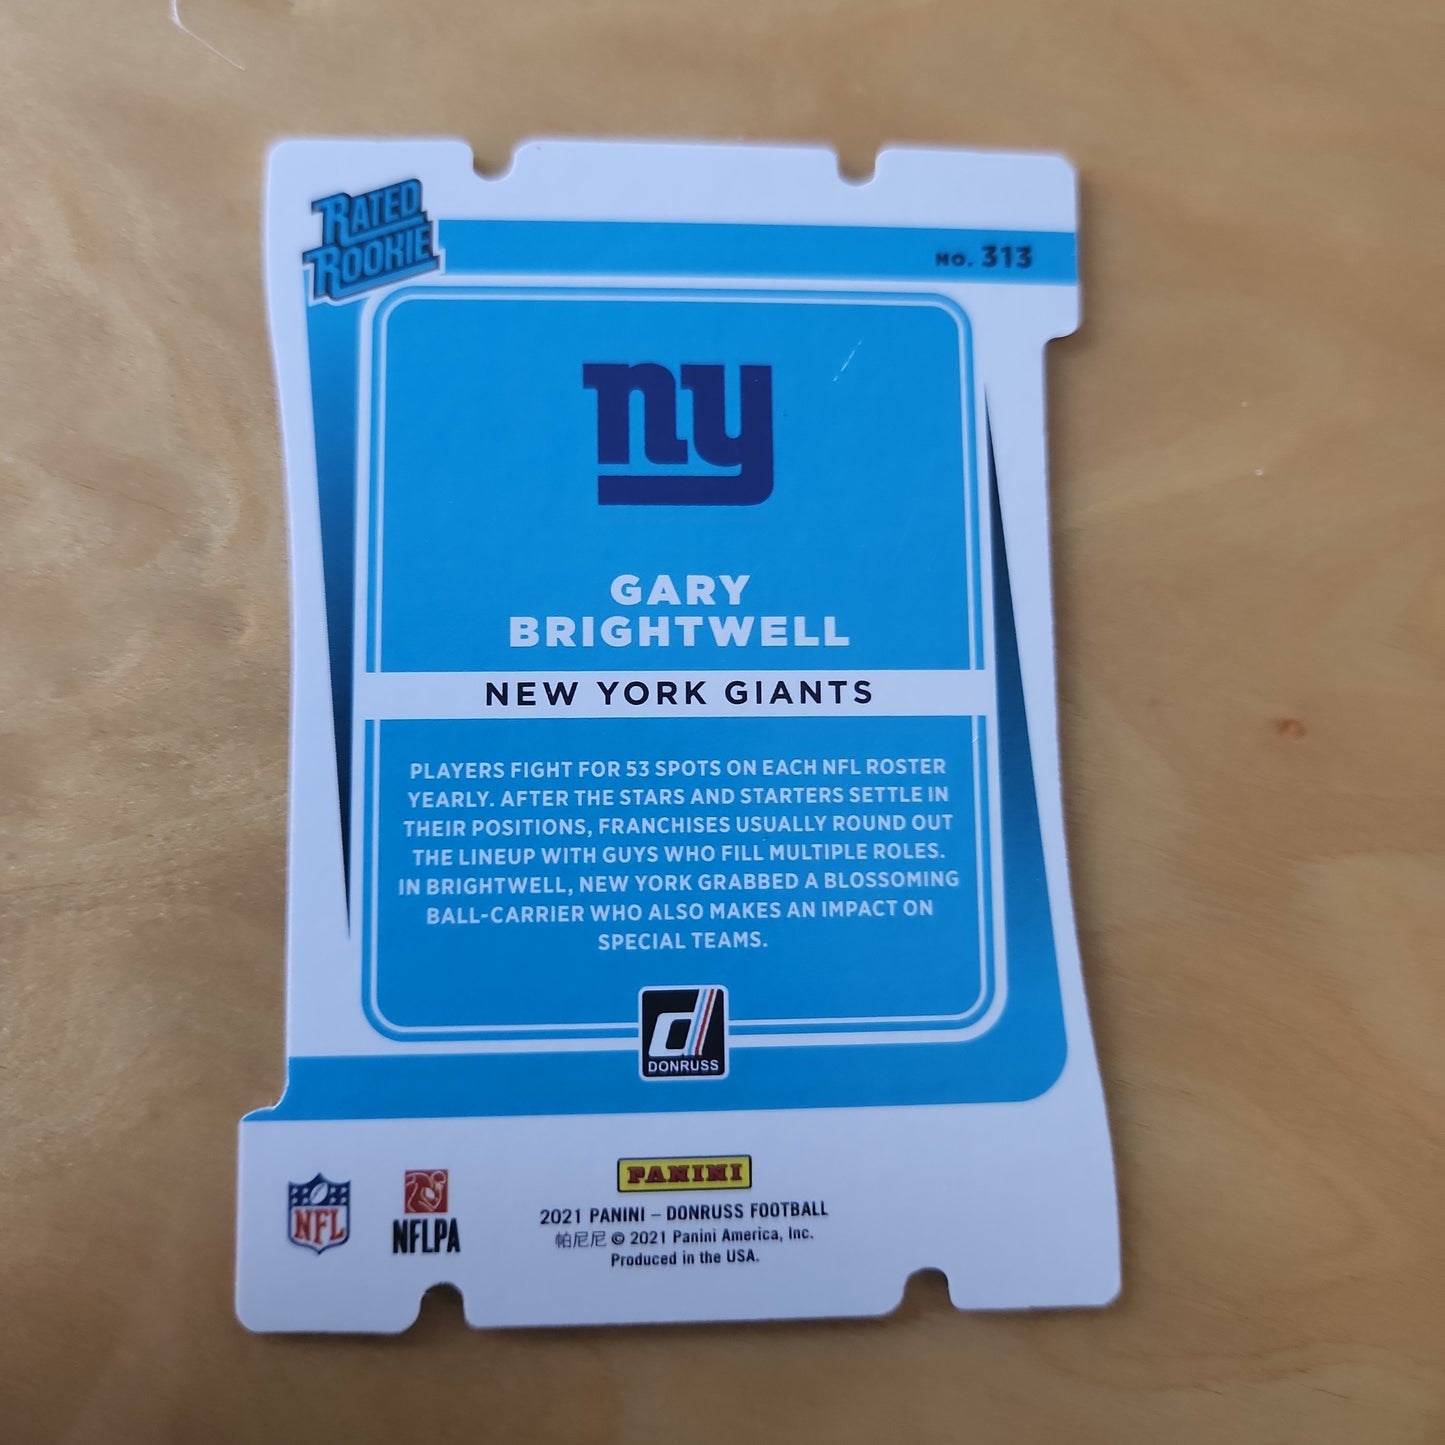 RATED
ROOKIE
NO. 313
ny
GARY
BRIGHTWELL
NEW YORK GIANTS
PLAYERS FIGHT FOR 53 SPOTS ON EACH NFL ROSTER
YEARLY. AFTER THE STARS AND STARTERS SETTLE IN
THEIR POSITIONS, FRANCHISES USUALLY ROUND OUT
THE LINEUP WITH GUYS WHO FILL MULTIPLE ROLES.
IN BRIGHTWELL, NEW YORK GRABBED A BLOSSOMING
BALL-CARRIER WHO ALSO MAKES AN IMPACT ON
SPECIAL TEAMS.
d
DONRUSS
PANINI
NFL
NFLPA
2021 PANINI – DONRUSS FOOTBALL
帕尼尼 © 2021 Panini America, Inc.
Produced in the USA.